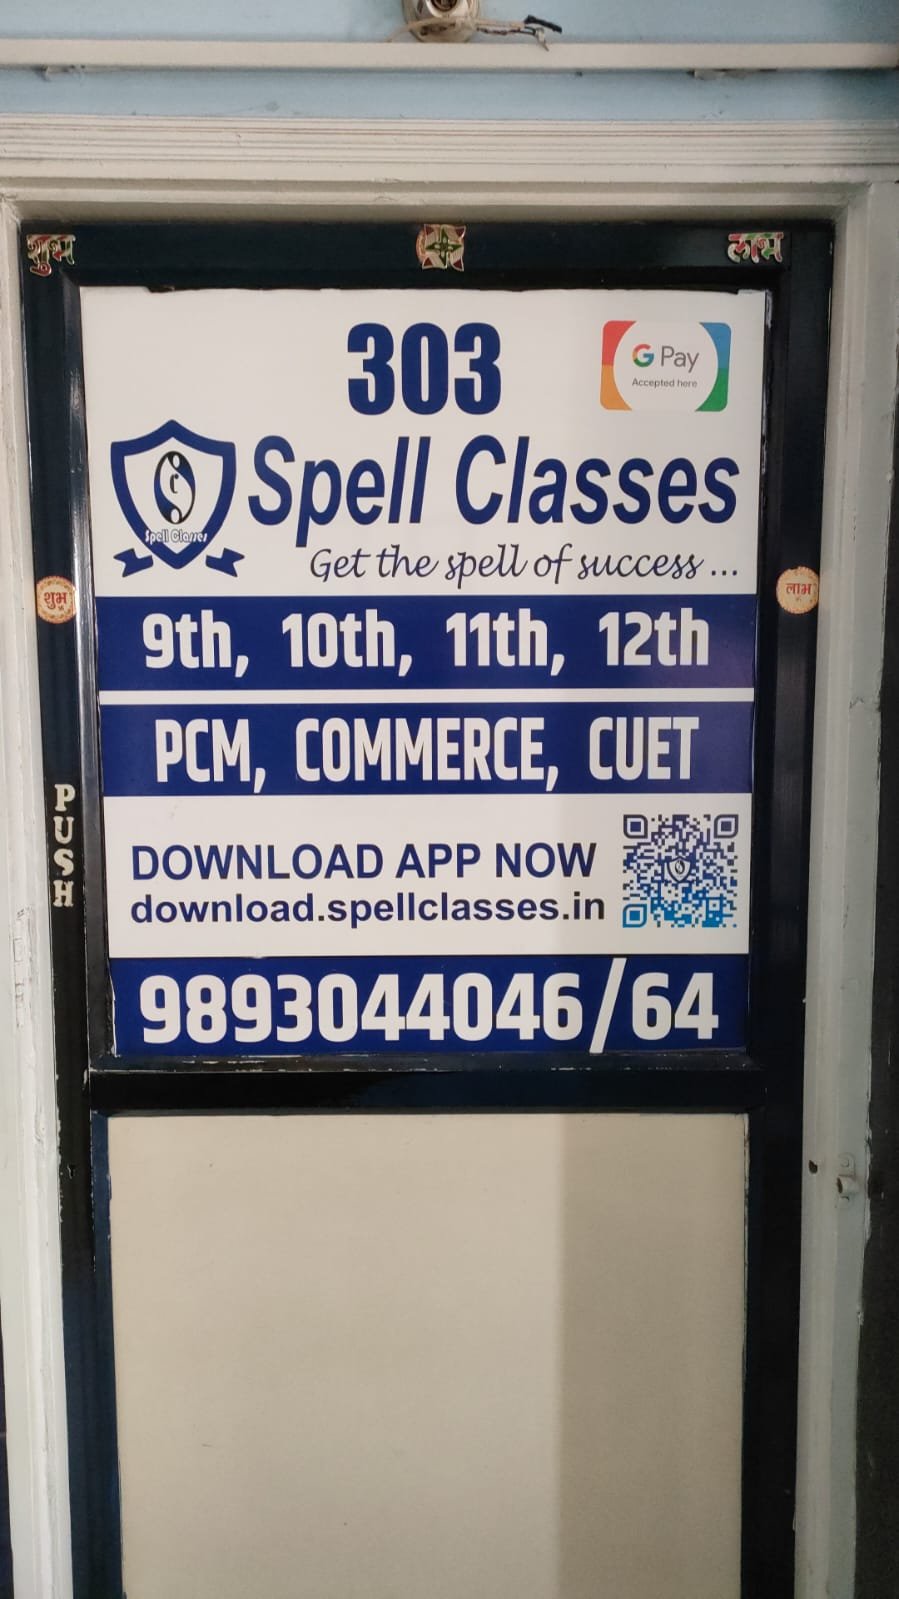 शुभ
लाभ
303
G Pay
Accepted here
Spell Classes
Spell Classes
Get the spell of success ...
शुभ
लाभ
9th, 10th, 11th, 12th
PCM, COMMERCE, CUET
PUSH
DOWNLOAD APP NOW
download.spellclasses.in
9893044046/64